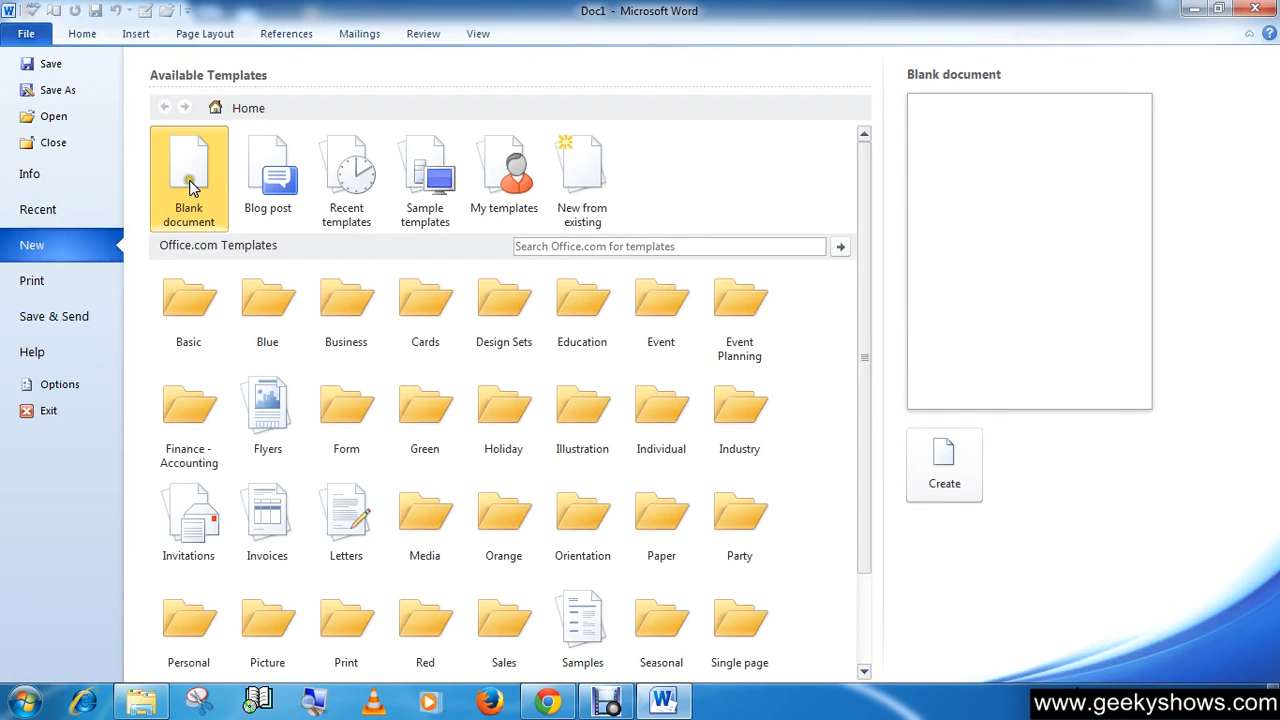 Doc1 - Microsoft Word
File Home Insert Page Layout References Mailings Review View
Save
Save As
Open
Close
Info
Recent
New
Print
Save & Send
Help
Options
Exit
Available Templates
Home
Blank document
Blog post
Recent templates
Sample templates
My templates
New from existing
Office.com Templates
Search Office.com for templates
Basic Blue Business Cards Design Sets Education Event Event Planning
Finance - Accounting Flyers Form Green Holiday Illustration Individual Industry
Invitations Invoices Letters Media Orange Orientation Paper Party
Personal Picture Print Red Sales Samples Seasonal Single page
Blank document
Create
www.geekyshows.com